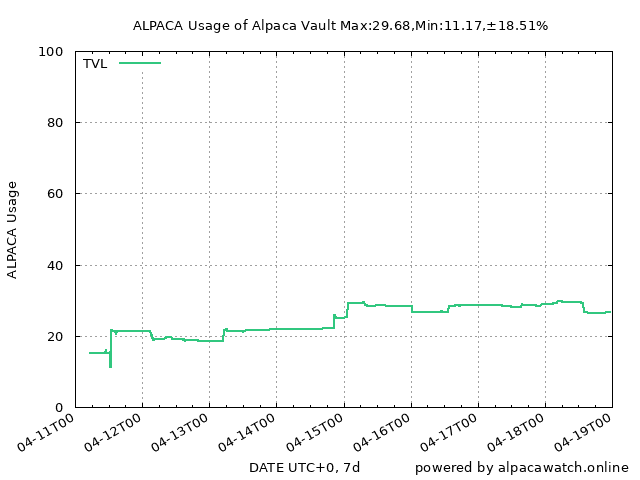 ALPACA Usage of Alpaca Vault Max:29.68,Min:11.17,±18.51%
100
TVL
80
60
ALPACA Usage
40
20
0
04-11T00 04-12T00 04-13T00 04-14T00 04-15T00 04-16T00 04-17T00 04-18T00 04-19T00
DATE UTC+0, 7d powered by alpacawatch.online